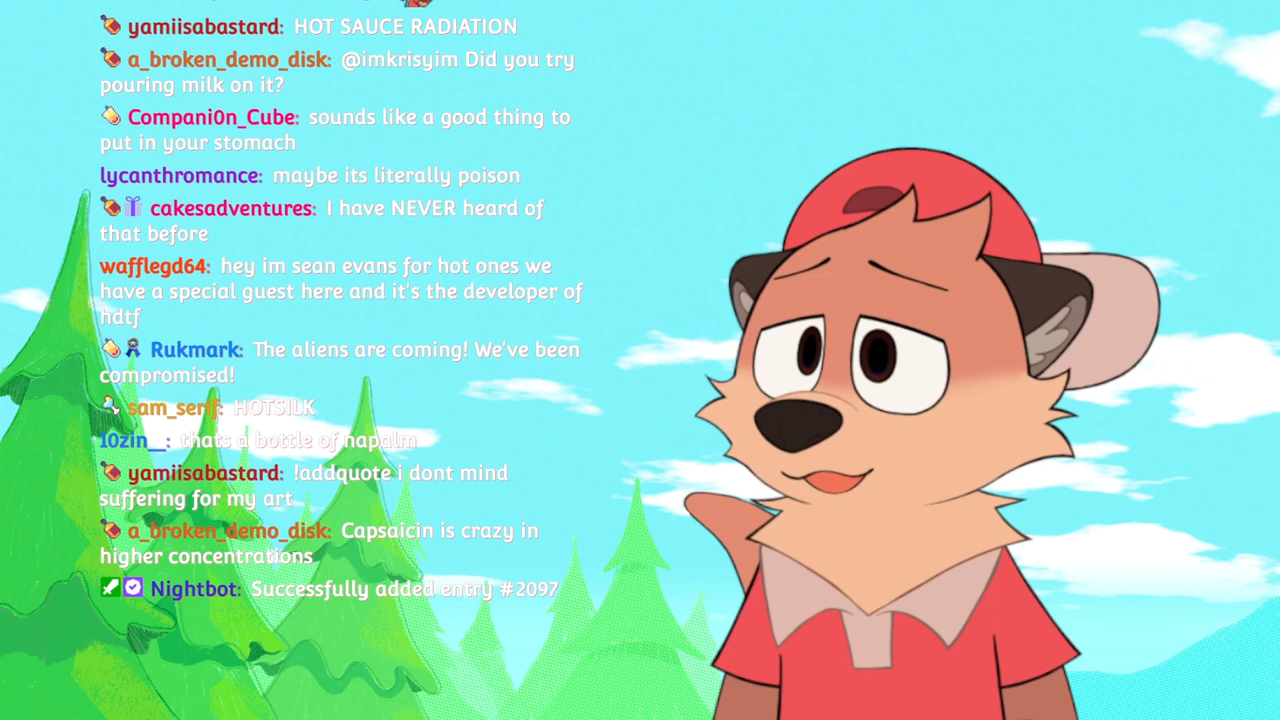 yamiisabastard: HOT SAUCE RADIATION
a_broken_demo_disk: @imkrisyim Did you try
pouring milk on it?
Compani0n_Cube: sounds like a good thing to
put in your stomach
lycanthromance: maybe its literally poison
cakesadventures: I have NEVER heard of
that before
wafflegd64: hey im sean evans for hot ones we
have a special guest here and it's the developer of
hdtf
Rukmark: The aliens are coming! We've been
compromised!
sam_serif: HOTSILK
10zin__: thats a bottle of napalm
yamiisabastard: !addquote i dont mind
suffering for my art
a_broken_demo_disk: Capsaicin is crazy in
higher concentrations
Nightbot: Successfully added entry #2097